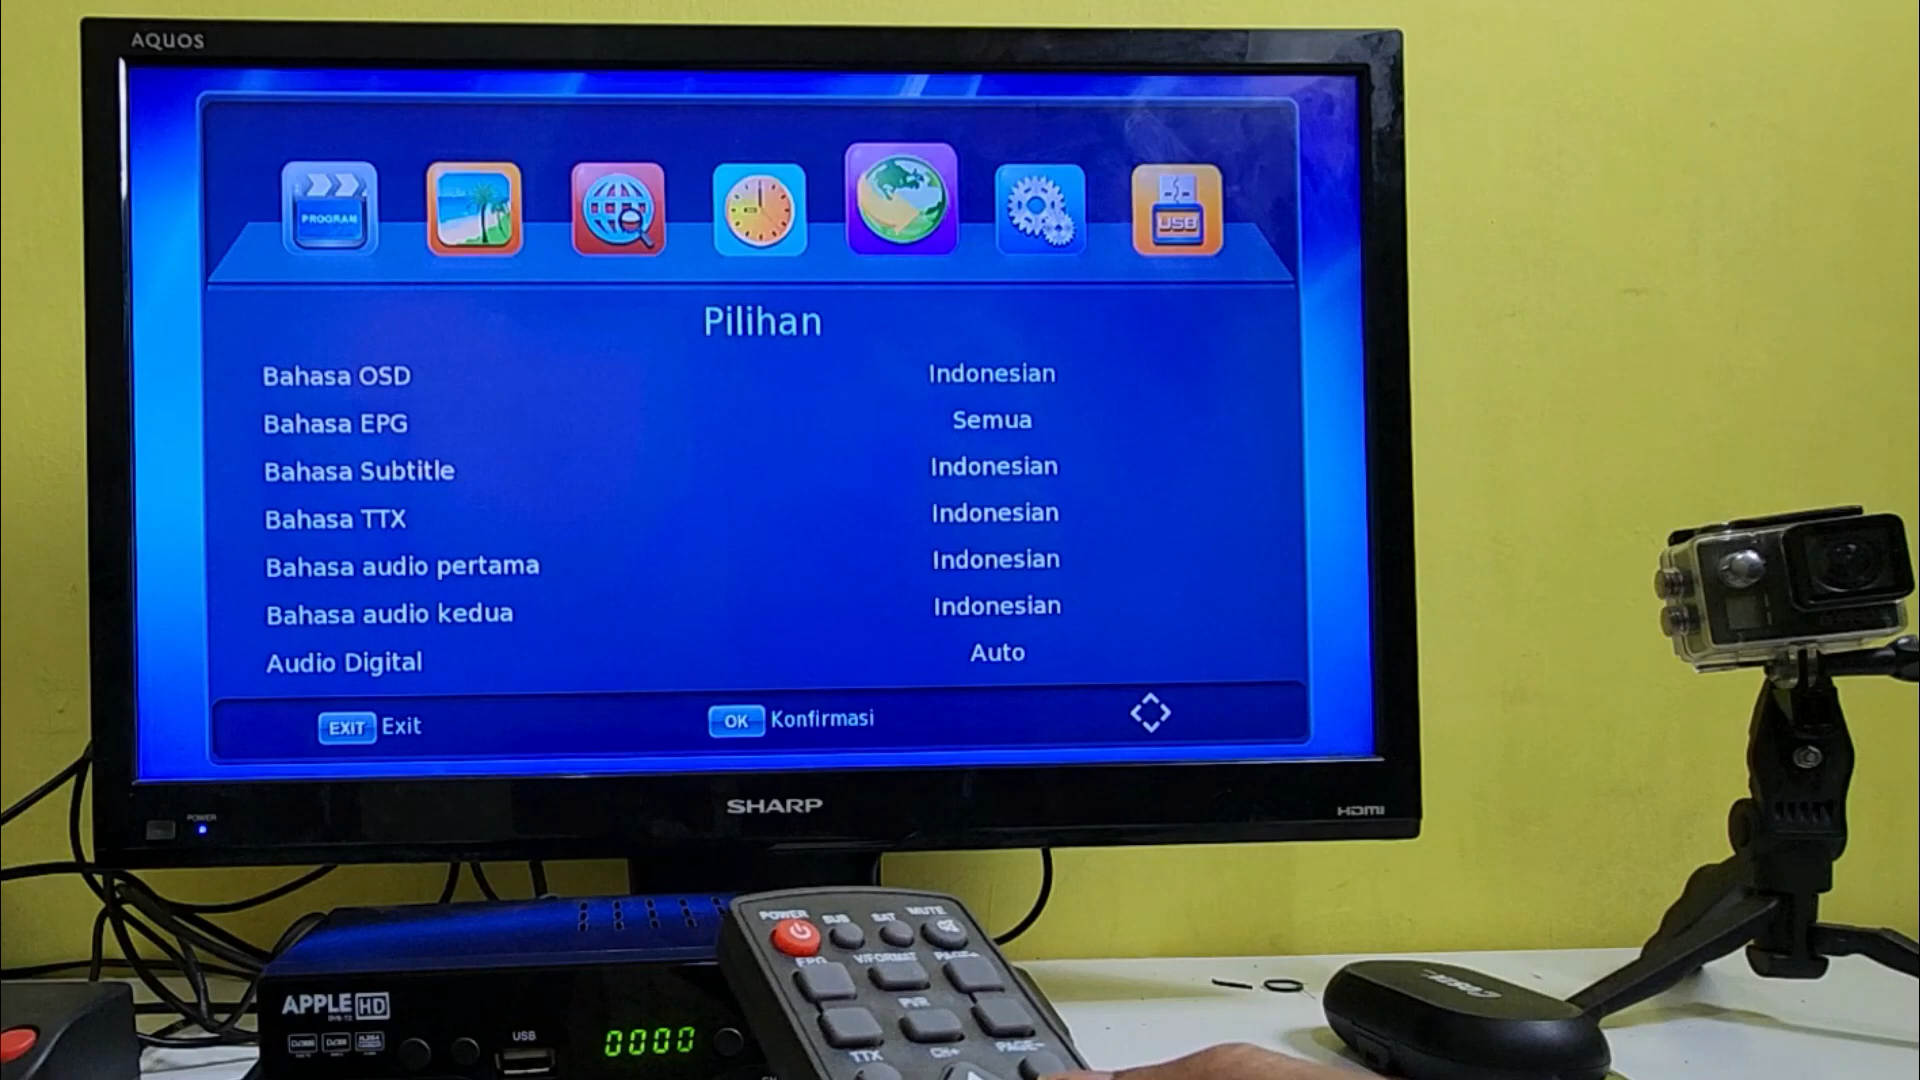 AQUOS
PROGRAM
USB
Pilihan
Bahasa OSD Indonesian
Bahasa EPG Semua
Bahasa Subtitle Indonesian
Bahasa TTX Indonesian
Bahasa audio pertama Indonesian
Bahasa audio kedua Indonesian
Audio Digital Auto
EXIT Exit OK Konfirmasi
SHARP
HDMI
POWER
POWER SUB SAT MUTE
EPG V/FORMAT PAGE+
PVR
TTX CH+ PAGE-
APPLE HD
USB
0000